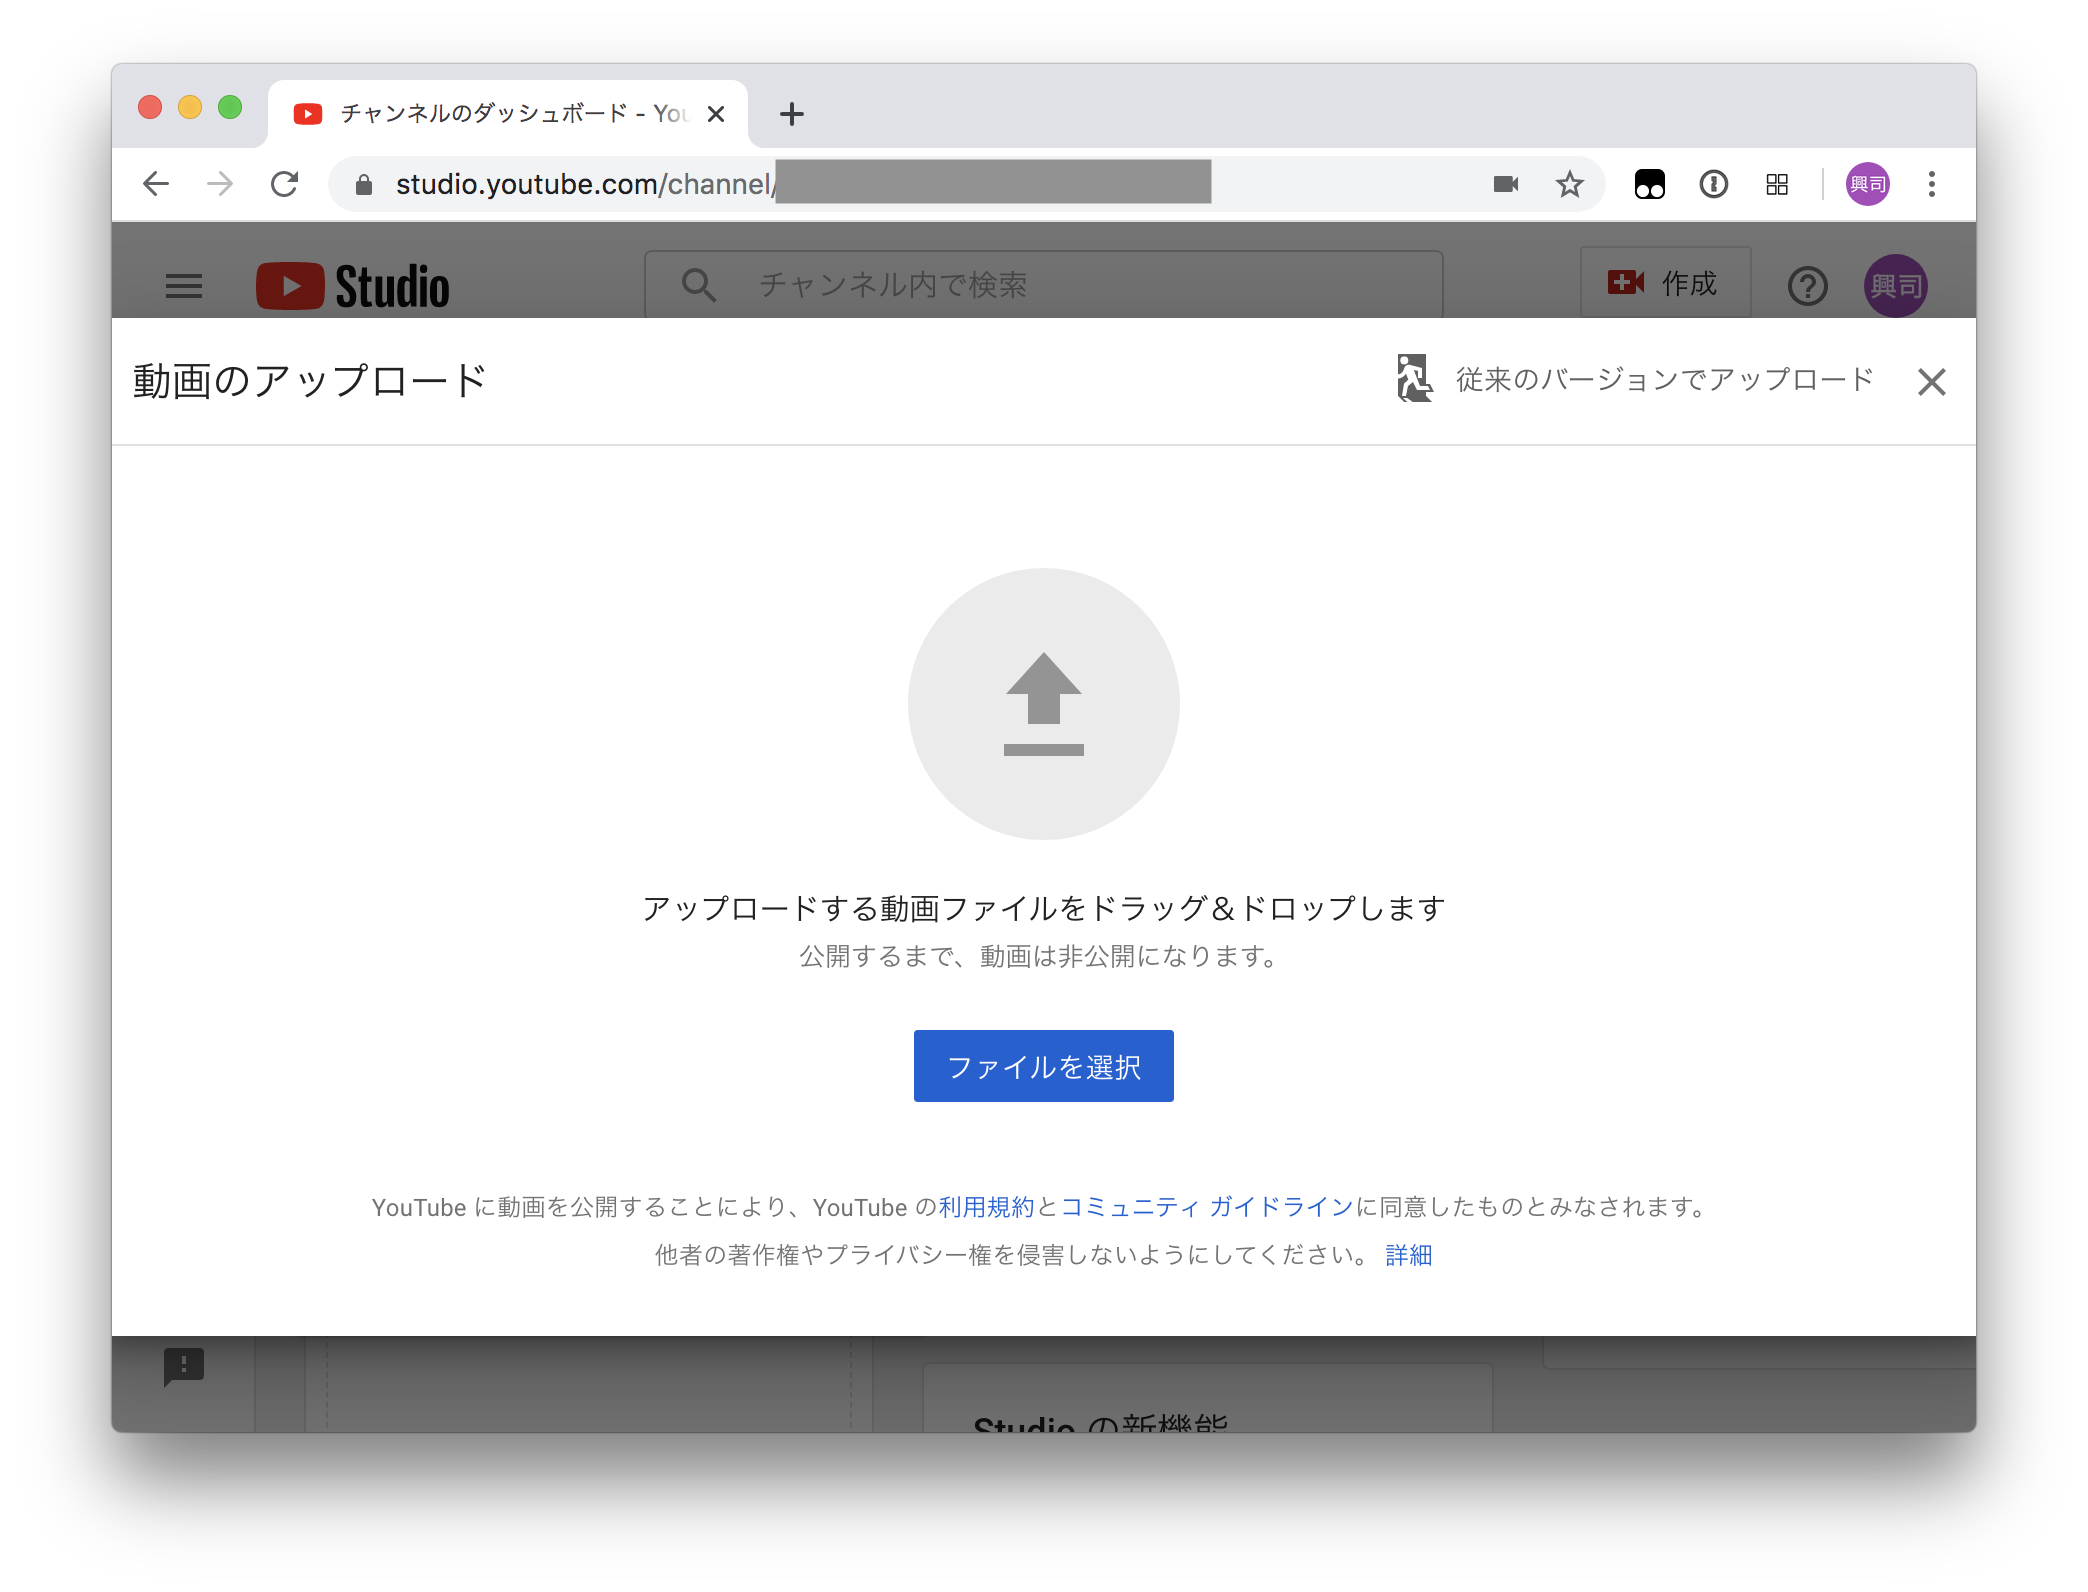 チャンネルのダッシュボード - You
studio.youtube.com/channel/
興司
Studio
チャンネル内で検索
作成
興司
動画のアップロード
従来のバージョンでアップロード
アップロードする動画ファイルをドラッグ＆ドロップします
公開するまで、動画は非公開になります。
ファイルを選択
YouTube に動画を公開することにより、YouTube の利用規約とコミュニティ ガイドラインに同意したものとみなされます。
他者の著作権やプライバシー権を侵害しないようにしてください。 詳細
Studio の新機能